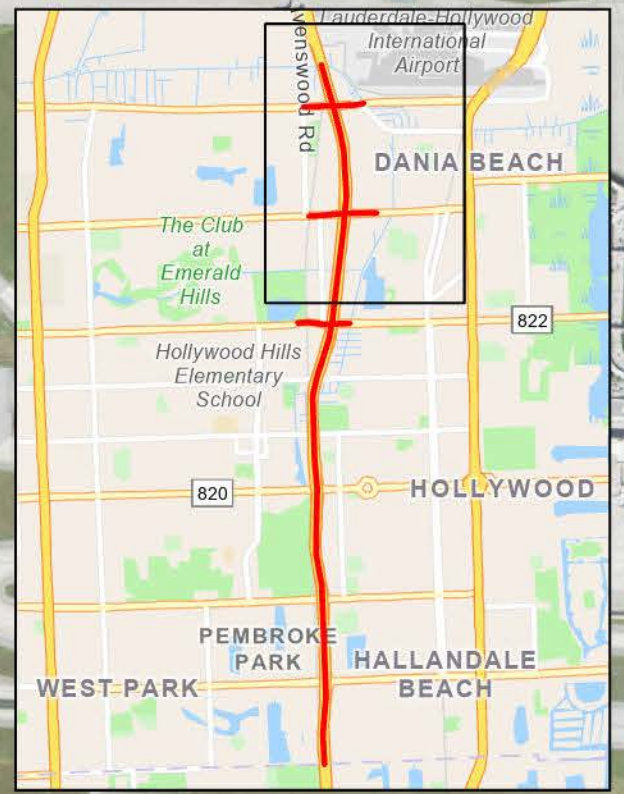 Lauderdale-Hollywood
International
Airport
venswood Rd
DANIA BEACH
The Club
at
Emerald
Hills
822
Hollywood Hills
Elementary
School
820
HOLLYWOOD
PEMBROKE
PARK
HALLANDALE
BEACH
WEST PARK